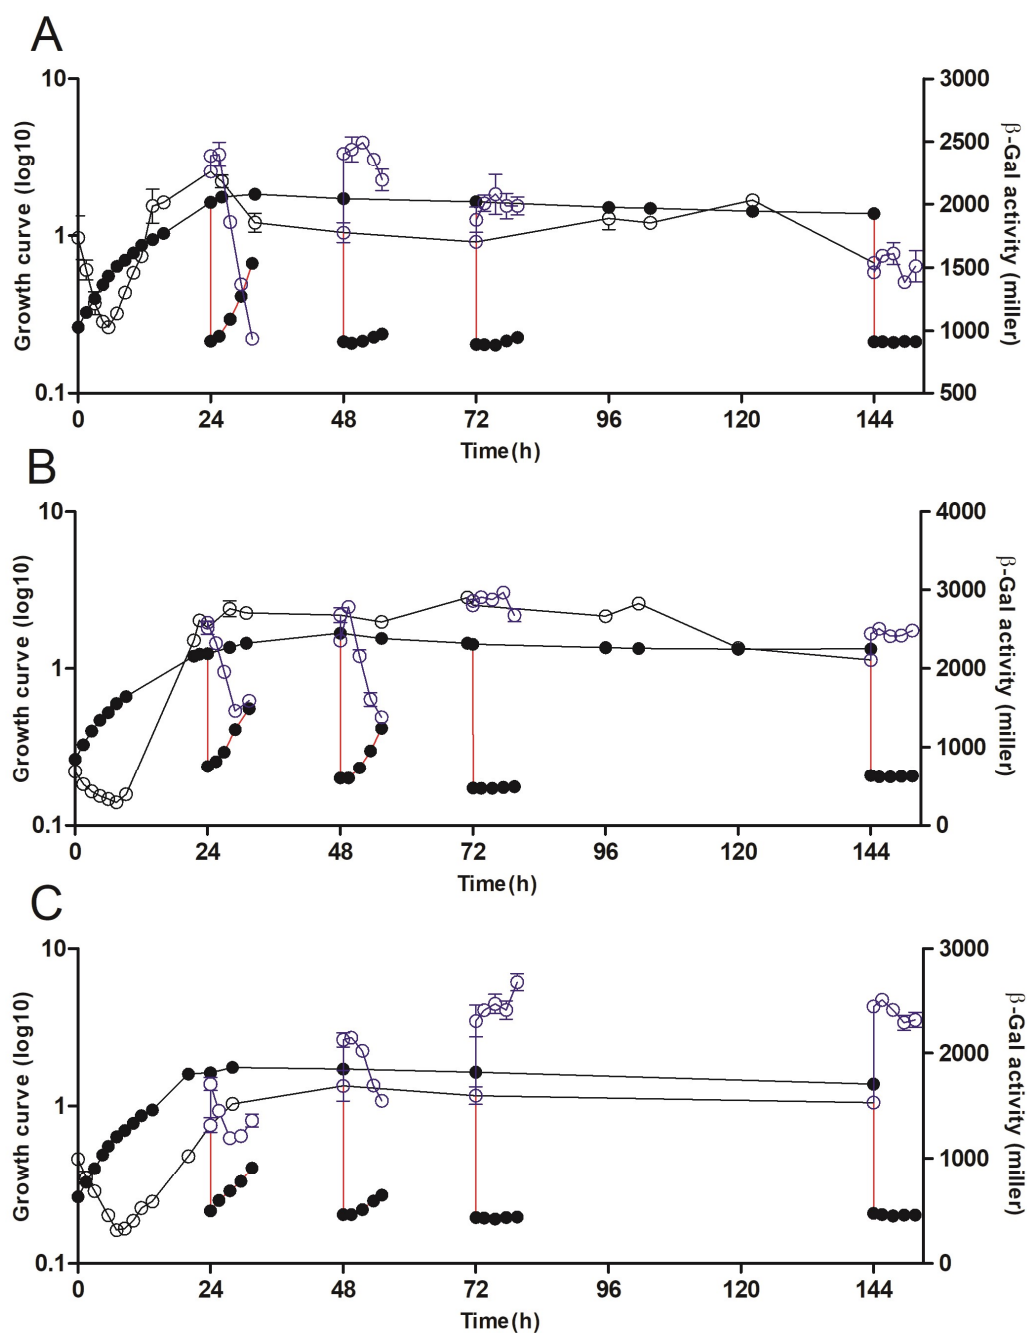 A
Growth curve (log10)
10
1
0.1
3000
2500
2000
1500
1000
500
β-Gal activity (miller)
0 24 48 72 96 120 144
Time (h)
B
Growth curve (log10)
10
1
0.1
4000
3000
2000
1000
0
β-Gal activity (miller)
0 24 48 72 96 120 144
Time (h)
C
Growth curve (log10)
10
1
0.1
3000
2000
1000
0
β-Gal activity (miller)
0 24 48 72 96 120 144
Time (h)